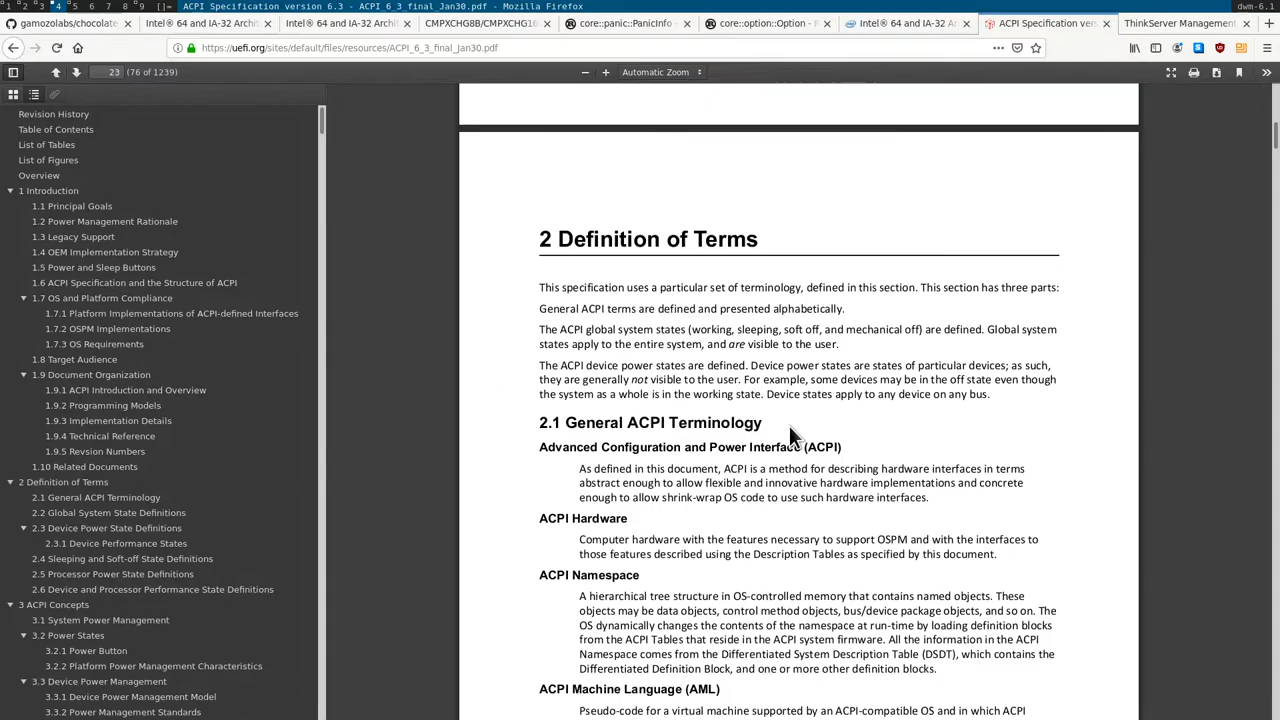 1 2 3 4 5 6 7 8 9 []= ACPI Specification version 6.3 - ACPI_6_3_final_Jan30.pdf - Mozilla Firefox dwm-6.1
gamozolabs/chocolate Intel® 64 and IA-32 Archit Intel® 64 and IA-32 Archit CMPXCHG8B/CMPXCHG16 core::panic::PanicInfo - core::option::Option - R Intel® 64 and IA-32 Ar ACPI Specification vers ThinkServer Management
https://uefi.org/sites/default/files/resources/ACPI_6_3_final_Jan30.pdf
23 (76 of 1239) Automatic Zoom
Revision History
Table of Contents
List of Tables
List of Figures
Overview
1 Introduction
1.1 Principal Goals
1.2 Power Management Rationale
1.3 Legacy Support
1.4 OEM Implementation Strategy
1.5 Power and Sleep Buttons
1.6 ACPI Specification and the Structure of ACPI
1.7 OS and Platform Compliance
1.7.1 Platform Implementations of ACPI-defined Interfaces
1.7.2 OSPM Implementations
1.7.3 OS Requirements
1.8 Target Audience
1.9 Document Organization
1.9.1 ACPI Introduction and Overview
1.9.2 Programming Models
1.9.3 Implementation Details
1.9.4 Technical Reference
1.9.5 Revision Numbers
1.10 Related Documents
2 Definition of Terms
2.1 General ACPI Terminology
2.2 Global System State Definitions
2.3 Device Power State Definitions
2.3.1 Device Performance States
2.4 Sleeping and Soft-off State Definitions
2.5 Processor Power State Definitions
2.6 Device and Processor Performance State Definitions
3 ACPI Concepts
3.1 System Power Management
3.2 Power States
3.2.1 Power Button
3.2.2 Platform Power Management Characteristics
3.3 Device Power Management
3.3.1 Device Power Management Model
3.3.2 Power Management Standards
2 Definition of Terms
This specification uses a particular set of terminology, defined in this section. This section has three parts:
General ACPI terms are defined and presented alphabetically.
The ACPI global system states (working, sleeping, soft off, and mechanical off) are defined. Global system
states apply to the entire system, and are visible to the user.
The ACPI device power states are defined. Device power states are states of particular devices; as such,
they are generally not visible to the user. For example, some devices may be in the off state even though
the system as a whole is in the working state. Device states apply to any device on any bus.
2.1 General ACPI Terminology
Advanced Configuration and Power Interface (ACPI)
As defined in this document, ACPI is a method for describing hardware interfaces in terms
abstract enough to allow flexible and innovative hardware implementations and concrete
enough to allow shrink-wrap OS code to use such hardware interfaces.
ACPI Hardware
Computer hardware with the features necessary to support OSPM and with the interfaces to
those features described using the Description Tables as specified by this document.
ACPI Namespace
A hierarchical tree structure in OS-controlled memory that contains named objects. These
objects may be data objects, control method objects, bus/device package objects, and so on. The
OS dynamically changes the contents of the namespace at run-time by loading definition blocks
from the ACPI Tables that reside in the ACPI system firmware. All the information in the ACPI
Namespace comes from the Differentiated System Description Table (DSDT), which contains the
Differentiated Definition Block, and one or more other definition blocks.
ACPI Machine Language (AML)
Pseudo-code for a virtual machine supported by an ACPI-compatible OS and in which ACPI